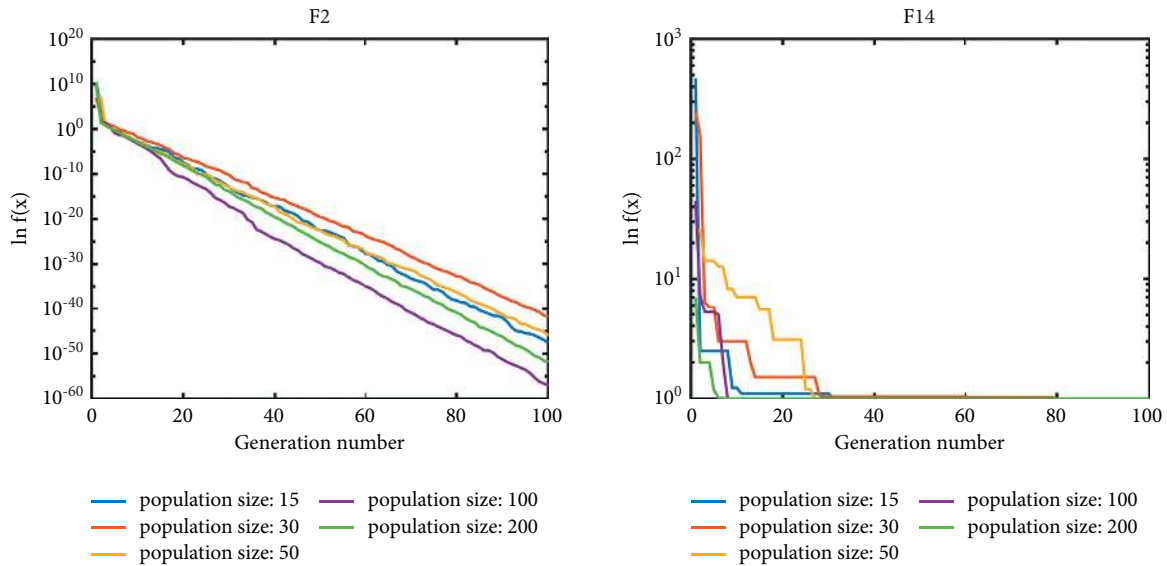 F2
10^20
10^10
10^0
10^-10
10^-20
10^-30
10^-40
10^-50
10^-60
ln f(x)
0 20 40 60 80 100
Generation number
population size: 15
population size: 30
population size: 50
population size: 100
population size: 200
F14
10^3
10^2
10^1
10^0
ln f(x)
0 20 40 60 80 100
Generation number
population size: 15
population size: 30
population size: 50
population size: 100
population size: 200